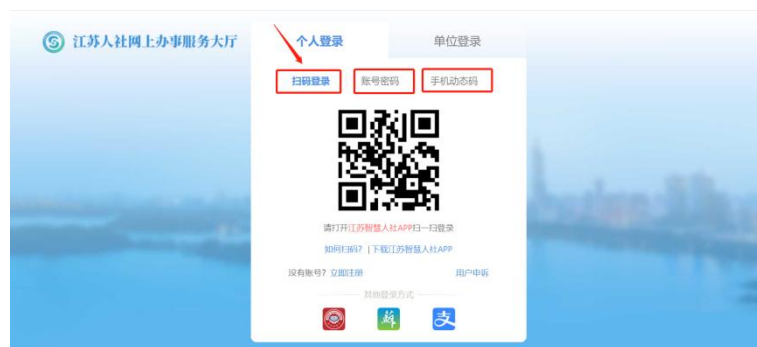 江苏人社网上办事服务大厅
个人登录 单位登录
扫码登录 账号密码 手机动态码
请打开江苏智慧人社APP扫一扫登录
如何扫码? | 下载江苏智慧人社APP
没有账号? 立即注册 用户申诉
其他登录方式
蘇
支